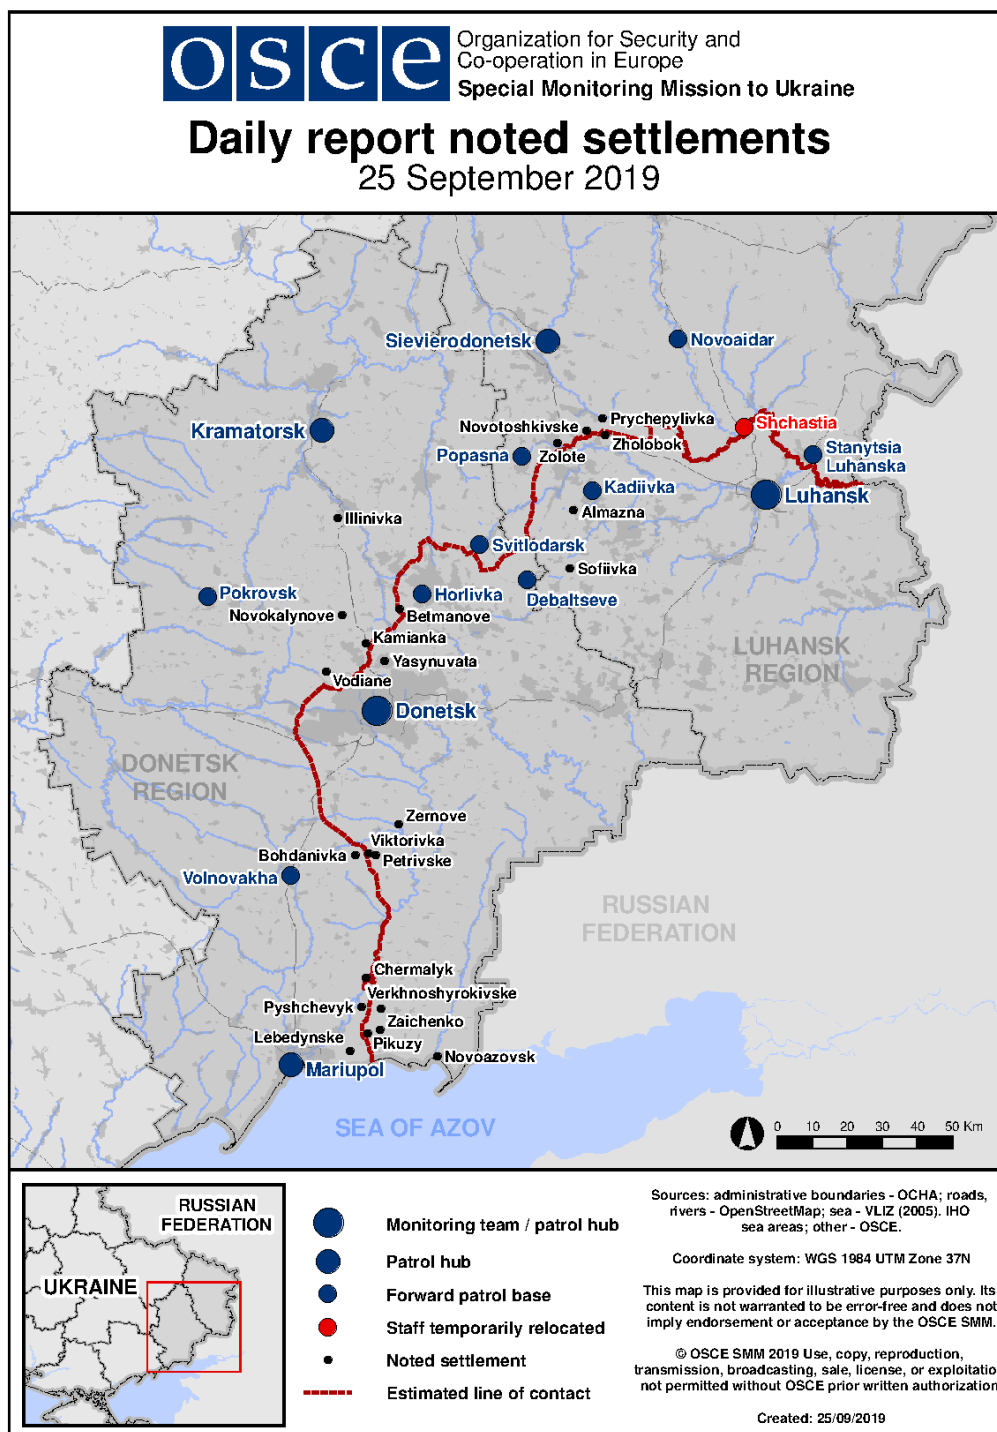 osce
Organization for Security and
Co-operation in Europe
Special Monitoring Mission to Ukraine
Daily report noted settlements
25 September 2019
Sievierodonetsk
Novoaidar
Kramatorsk
Prychepylivka
Novotoshkivske
Shchastia
Zholobok
Zolote
Popasna
Stanytsia
Luhanska
Kadiivka
Luhansk
Almazna
Illinivka
Svitlodarsk
Sofiivka
Pokrovsk
Horlivka
Debaltseve
Novokalynove
Betmanove
Kamianka
LUHANSK
REGION
Yasynuvata
Vodiane
Donetsk
DONETSK
REGION
Zernove
Viktorivka
Bohdanivka
Petrivske
Volnovakha
RUSSIAN
FEDERATION
Chermalyk
Verkhnoshyrokivske
Pyshchevyk
Zaichenko
Lebedynske
Pikuzy
Novoazovsk
Mariupol
SEA OF AZOV
0 10 20 30 40 50 Km
RUSSIAN
FEDERATION
UKRAINE
Monitoring team / patrol hub
Patrol hub
Forward patrol base
Staff temporarily relocated
Noted settlement
Estimated line of contact
Sources: administrative boundaries - OCHA; roads,
rivers - OpenStreetMap; sea - VLIZ (2005). IHO
sea areas; other - OSCE.
Coordinate system: WGS 1984 UTM Zone 37N
This map is provided for illustrative purposes only. Its
content is not warranted to be error-free and does not
imply endorsement or acceptance by the OSCE SMM.
© OSCE SMM 2019 Use, copy, reproduction,
transmission, broadcasting, sale, license, or exploitatio
not permitted without OSCE prior written authorization
Created: 25/09/2019